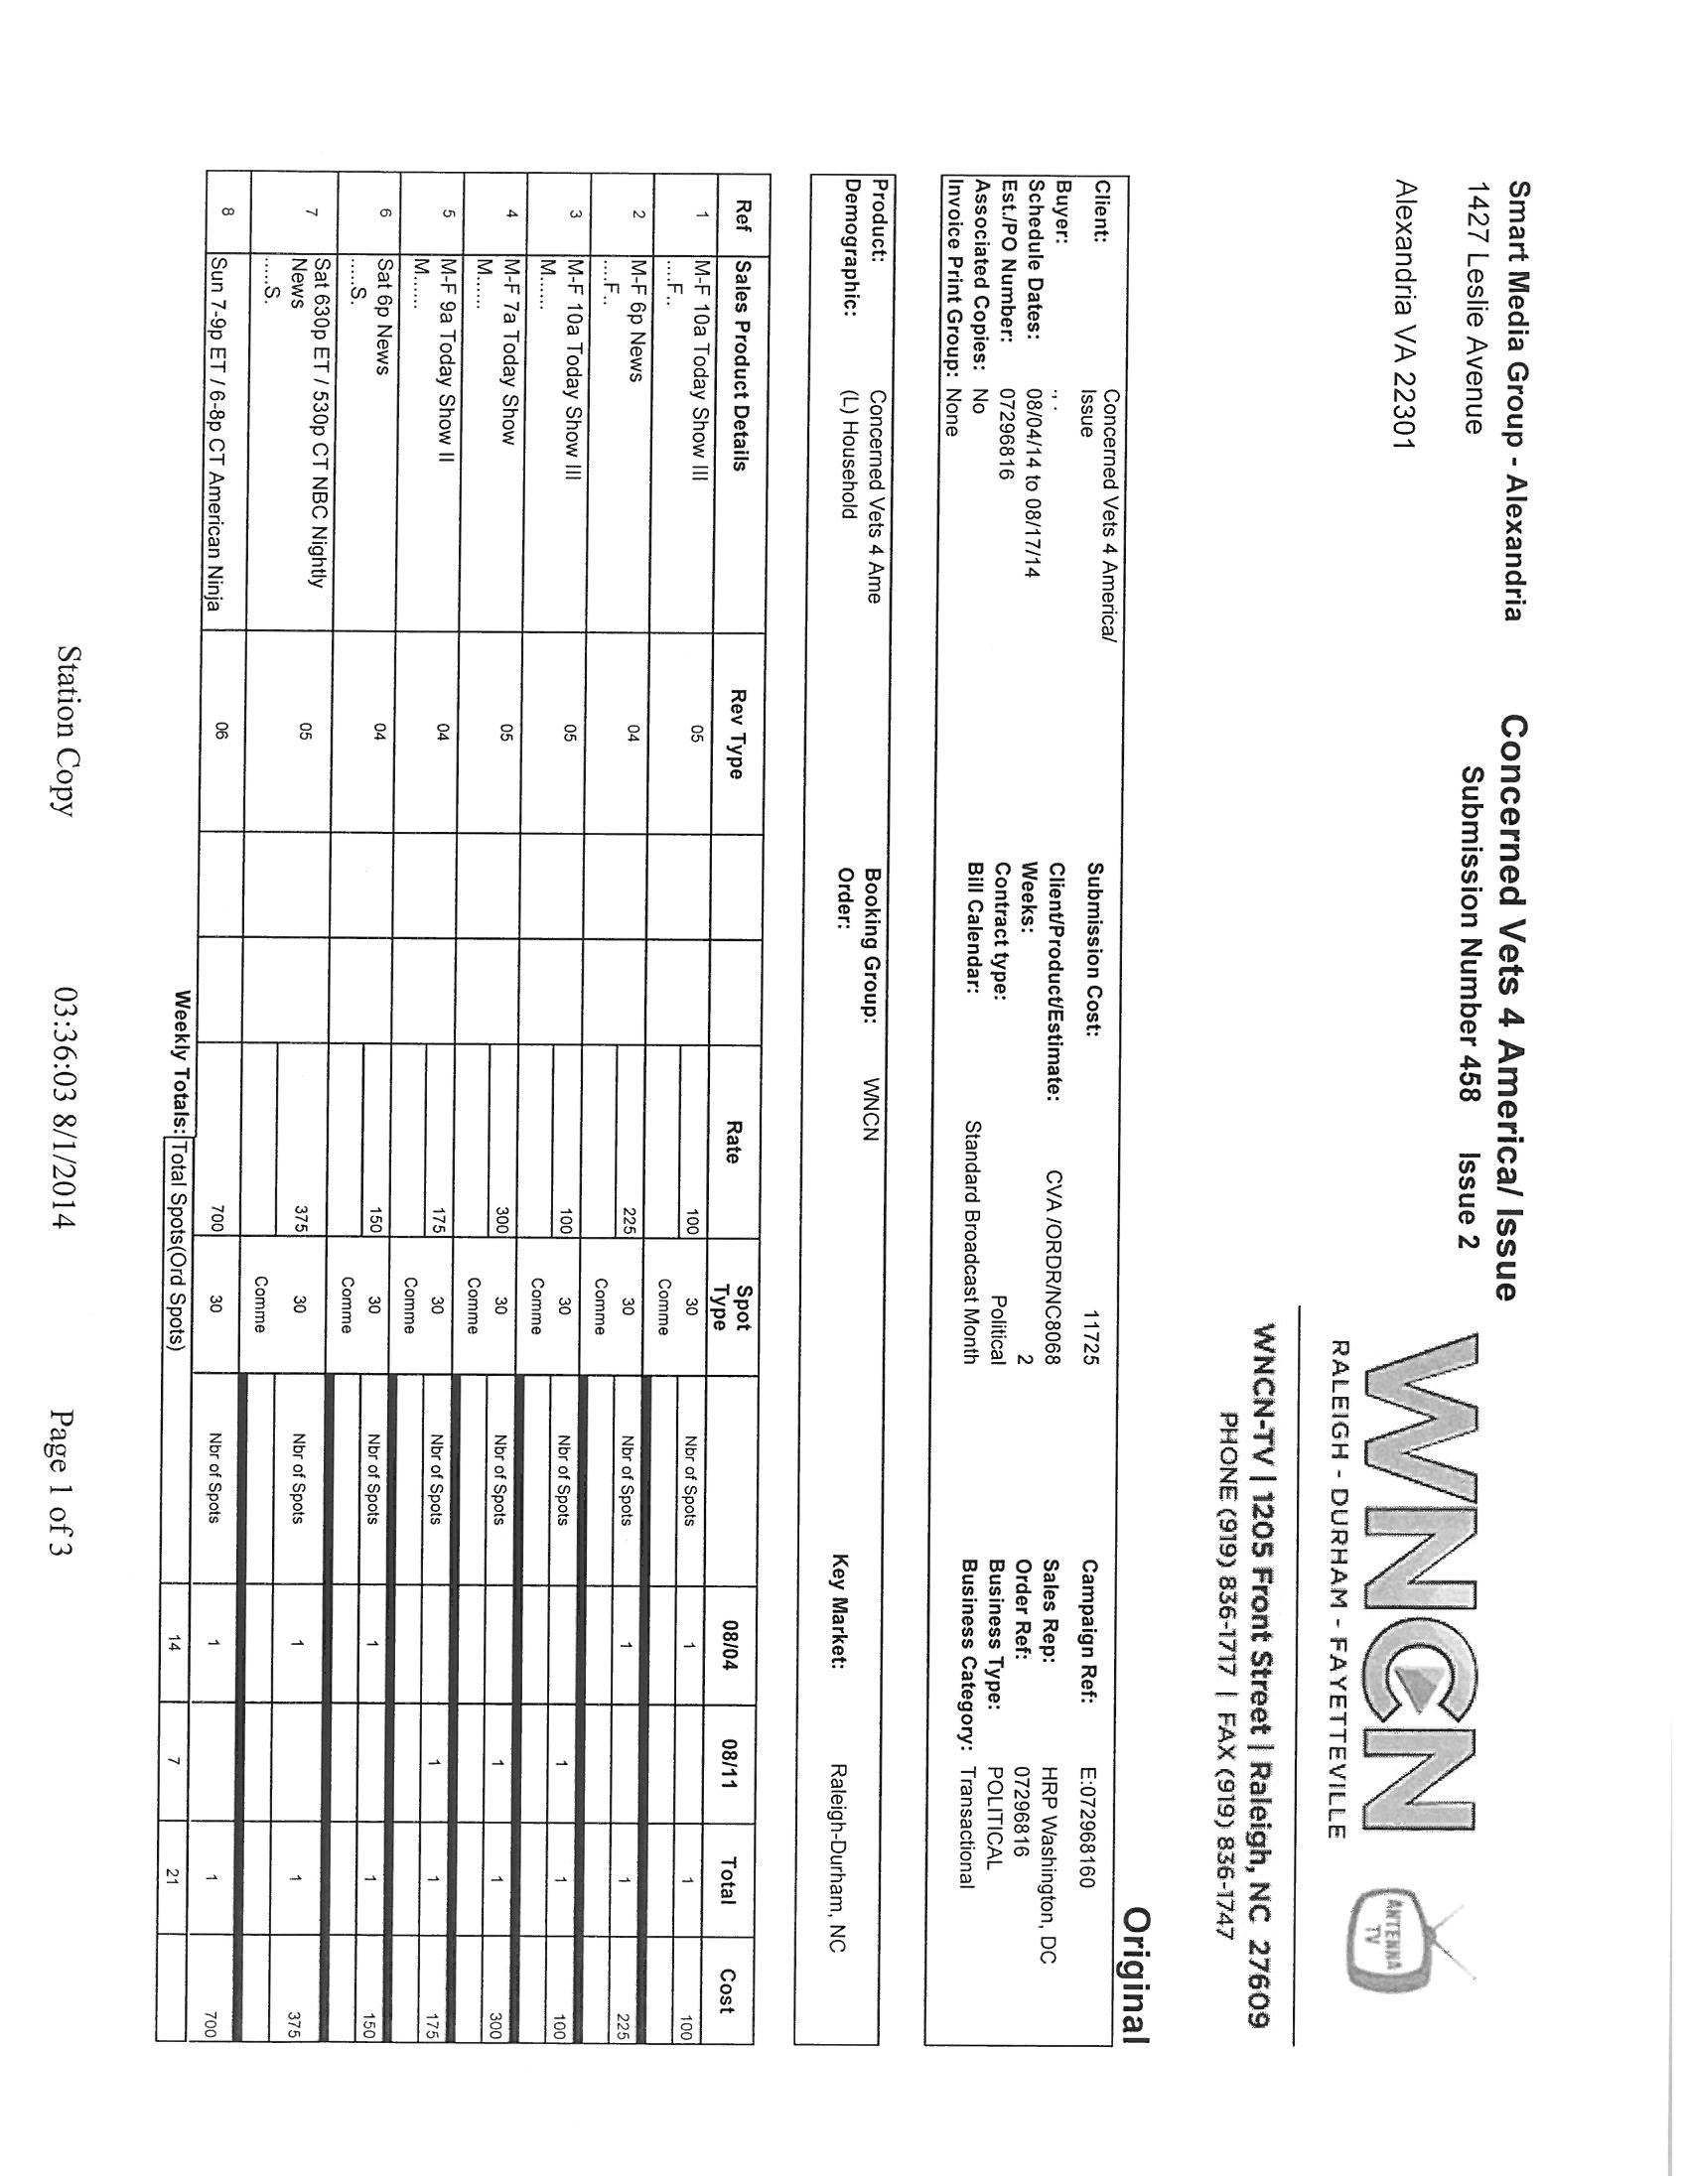 Smart Media Group - Alexandria
1427 Leslie Avenue
Alexandria VA 22301
Concerned Vets 4 America/ Issue
Submission Number 458 Issue 2
WNCN
RALEIGH - DURHAM - FAYETTEVILLE
ANTENNA
TV
WNCN-TV | 1205 Front Street | Raleigh, NC 27609
PHONE (919) 836-1717 | FAX (919) 836-1747
Original
Client: Concerned Vets 4 America/
Issue
Buyer: ., .
Schedule Dates: 08/04/14 to 08/17/14
Est./PO Number: 07296816
Associated Copies: No
Invoice Print Group: None
Submission Cost: 11725
Client/Product/Estimate: CVA /ORDR/NC8068
Weeks: 2
Contract type: Political
Bill Calendar: Standard Broadcast Month
Campaign Ref: E:072968160
Sales Rep: HRP Washington, DC
Order Ref: 07296816
Business Type: POLITICAL
Business Category: Transactional
Product: Concerned Vets 4 Ame
Demographic: (L) Household
Booking Group: WNCN
Order:
Key Market: Raleigh-Durham, NC
Ref Sales Product Details Rev Type Rate Spot Type 08/04 08/11 Total Cost
1 M-F 10a Today Show III 05 100 30 Nbr of Spots 1 1 100
....F.. Comme
2 M-F 6p News 04 225 30 Nbr of Spots 1 1 225
....F.. Comme
3 M-F 10a Today Show III 05 100 30 Nbr of Spots 1 1 100
M...... Comme
4 M-F 7a Today Show 05 300 30 Nbr of Spots 1 1 300
M...... Comme
5 M-F 9a Today Show II 04 175 30 Nbr of Spots 1 1 175
M...... Comme
6 Sat 6p News 04 150 30 Nbr of Spots 1 1 150
.....S. Comme
7 Sat 630p ET / 530p CT NBC Nightly 05 375 30 Nbr of Spots 1 1 375
News
.....S. Comme
8 Sun 7-9p ET / 6-8p CT American Ninja 06 700 30 Nbr of Spots 1 1 700
Weekly Totals: Total Spots(Ord Spots) 14 7 21
Station Copy 03:36:03 8/1/2014 Page 1 of 3